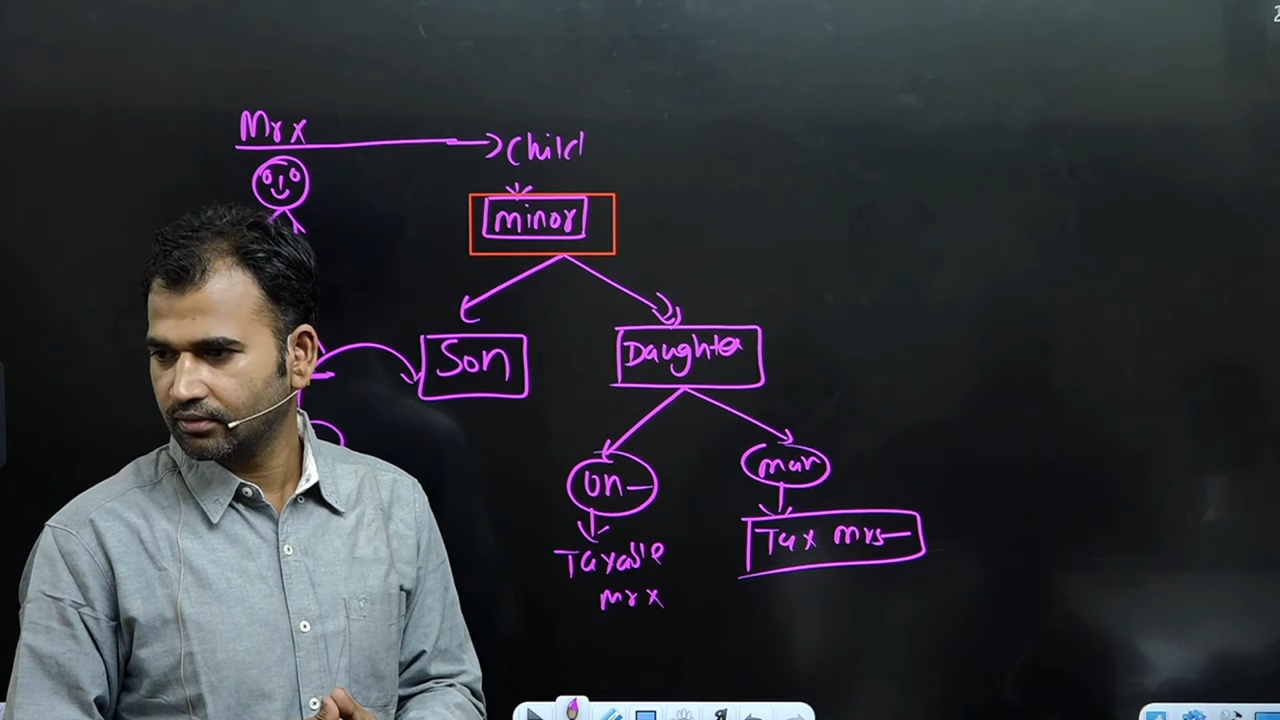 Mr x
Child
minor
Son
Daughter
un-
mar
Tax mrs-
Taxable
mr x